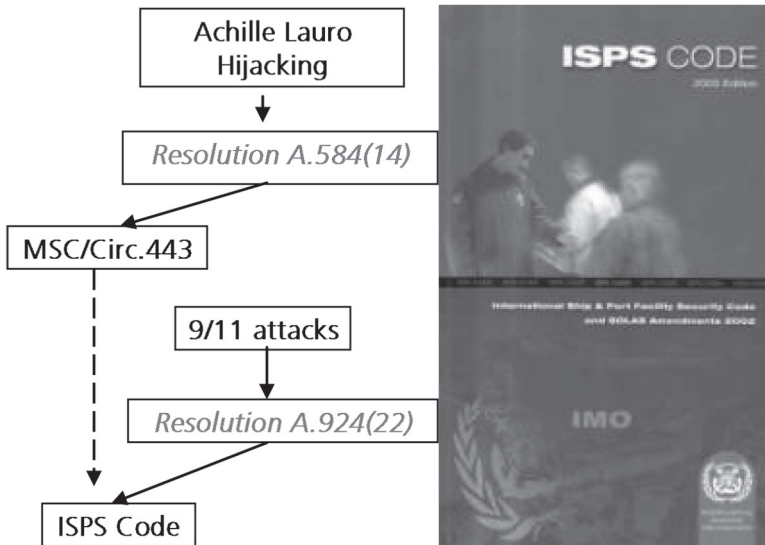 Achille Lauro
Hijacking
Resolution A.584(14)
MSC/Circ.443
9/11 attacks
Resolution A.924(22)
ISPS Code
ISPS CODE
2003 Edition
International Ship & Port Facility Security Code
and SOLAS Amendments 2002
IMO